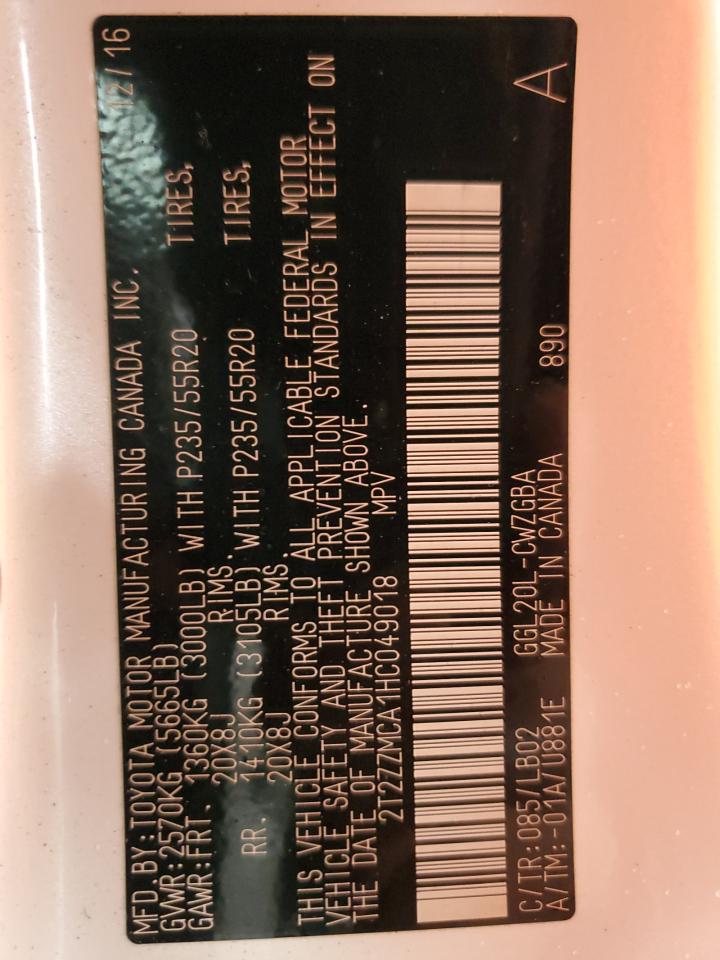 MFD. BY: TOYOTA MOTOR MANUFACTURING CANADA INC. 12/16
GVWR: 2570KG (5665LB)
GAWR: FRT. 1360KG (3000LB) WITH P235/55R20 TIRES,
20X8J RIMS.
RR. 1410KG (3105LB) WITH P235/55R20 TIRES,
20X8J RIMS.
THIS VEHICLE CONFORMS TO ALL APPLICABLE FEDERAL MOTOR
VEHICLE SAFETY AND THEFT PREVENTION STANDARDS IN EFFECT ON
THE DATE OF MANUFACTURE SHOWN ABOVE.
2T2ZZMCA1HC049018 MPV
A
C/TR: 085/LB02 GGL20L-CWZGBA
A/TM: -01A/U881E MADE IN CANADA 890